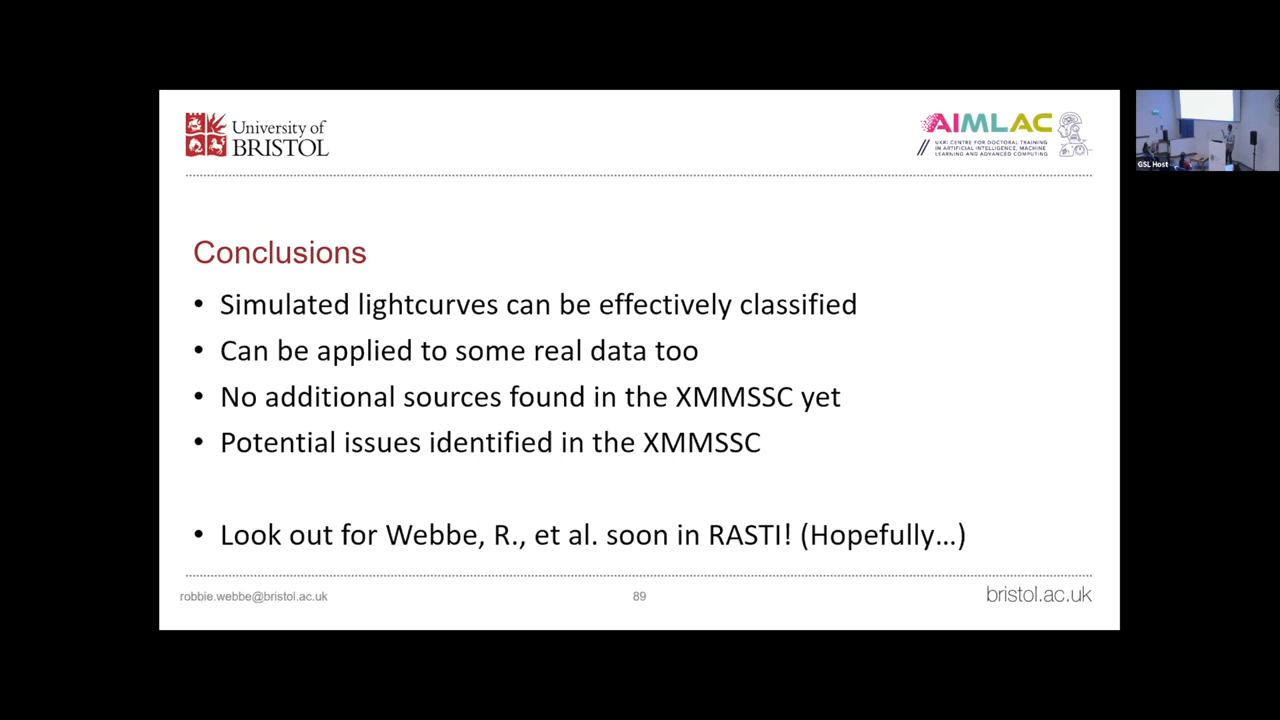 University of
BRISTOL
AIMLAC
UKRI CENTRE FOR DOCTORAL TRAINING
IN ARTIFICIAL INTELLIGENCE, MACHINE
LEARNING AND ADVANCED COMPUTING
GSL Host
Conclusions
• Simulated lightcurves can be effectively classified
• Can be applied to some real data too
• No additional sources found in the XMMSSC yet
• Potential issues identified in the XMMSSC
• Look out for Webbe, R., et al. soon in RASTI! (Hopefully…)
robbie.webbe@bristol.ac.uk
89
bristol.ac.uk